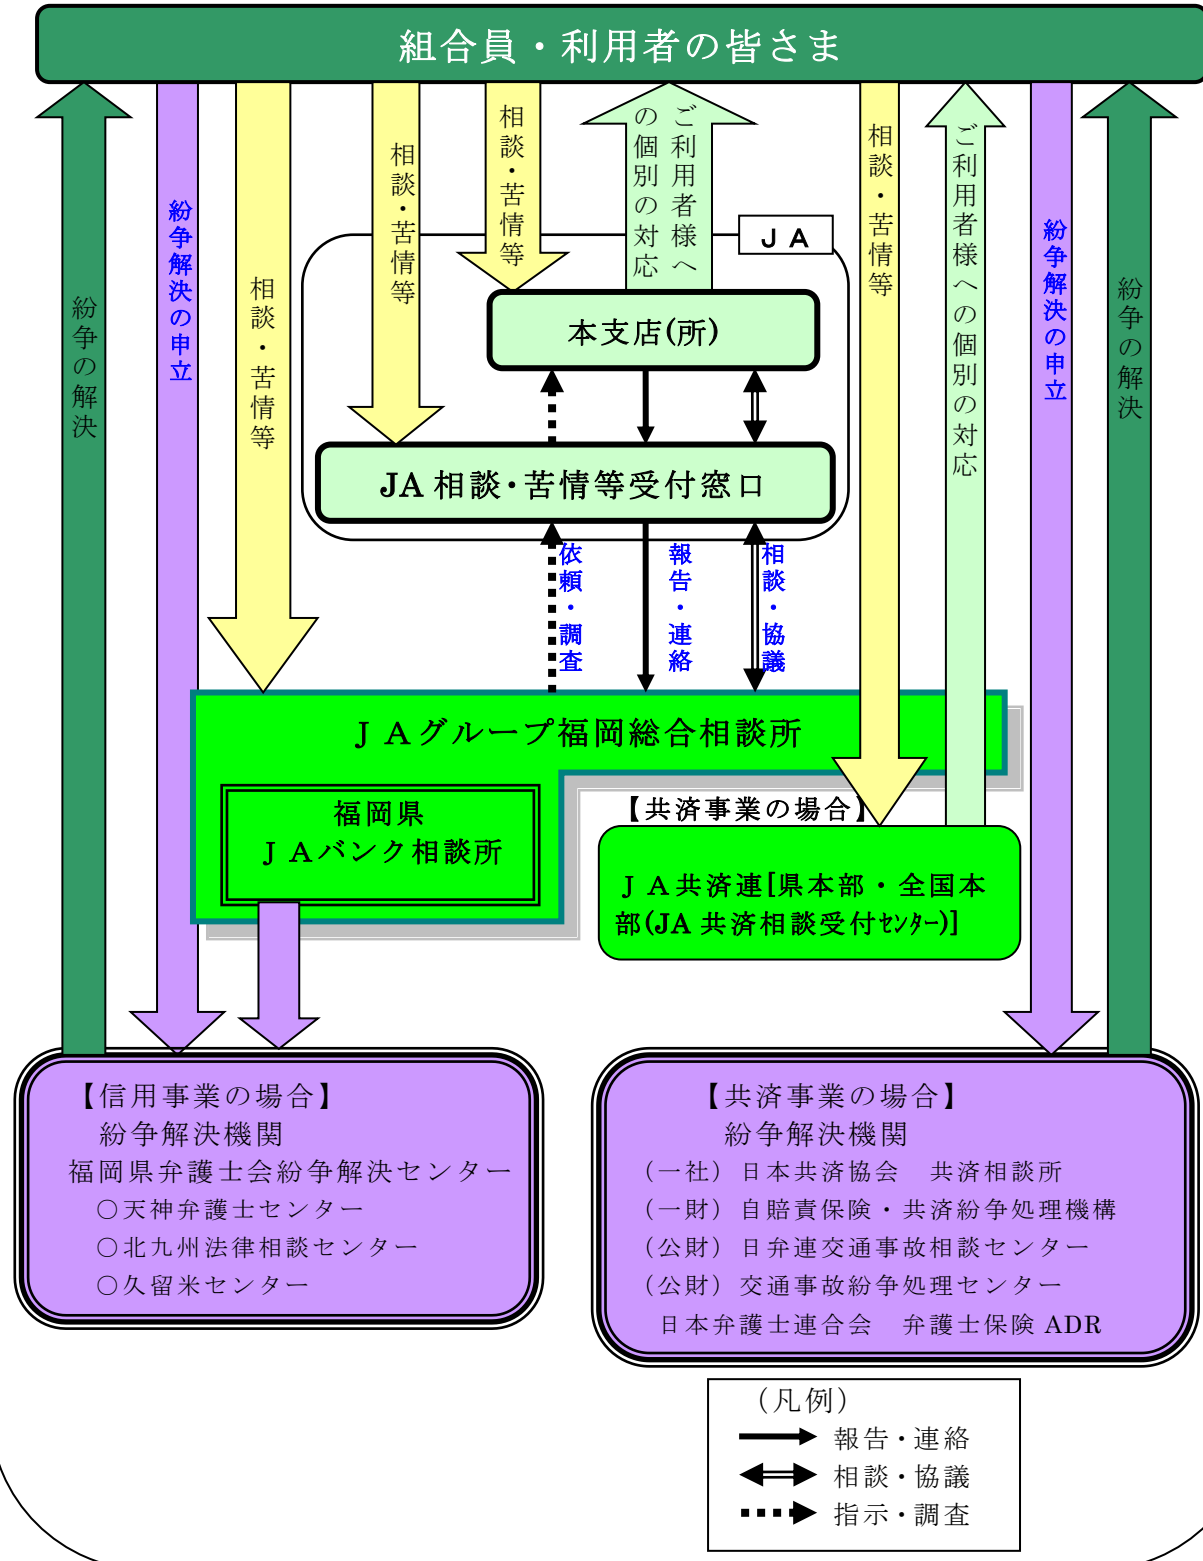 組合員・利用者の皆さま
紛争の解決
紛争解決の申立
相談・苦情等
相談・苦情等
相談・苦情等
ご利用者様へ
の個別の対応
相談・苦情等
ご利用者様への個別の対応
紛争解決の申立
紛争の解決
ＪＡ
本支店(所)
JA 相談・苦情等受付窓口
依頼・調査
報告・連絡
相談・協議
ＪＡグループ福岡総合相談所
福岡県
ＪＡバンク相談所
【共済事業の場合】
ＪＡ共済連[県本部・全国本
部(JA 共済相談受付ｾﾝﾀｰ)]
【信用事業の場合】
紛争解決機関
福岡県弁護士会紛争解決センター
○天神弁護士センター
○北九州法律相談センター
○久留米センター
【共済事業の場合】
紛争解決機関
（一社）日本共済協会　共済相談所
（一財）自賠責保険・共済紛争処理機構
（公財）日弁連交通事故相談センター
（公財）交通事故紛争処理センター
日本弁護士連合会　弁護士保険 ADR
（凡例）
報告・連絡
相談・協議
指示・調査